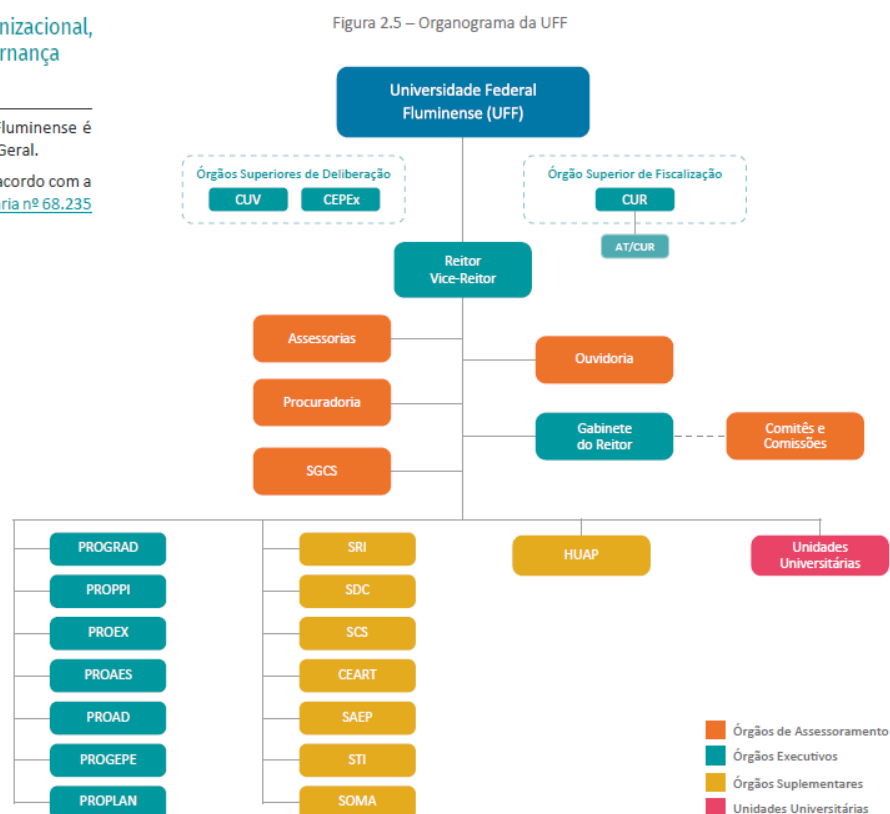 nizacional,
rnança
Fluminense é
Geral.
acordo com a
aria nº 68.235
Figura 2.5 – Organograma da UFF
Universidade Federal
Fluminense (UFF)
Órgãos Superiores de Deliberação
CUV
CEPEx
Órgão Superior de Fiscalização
CUR
AT/CUR
Reitor
Vice-Reitor
Assessorias
Ouvidoria
Procuradoria
Gabinete
do Reitor
Comitês e
Comissões
SGCS
PROGRAD
PROPPI
PROEX
PROAES
PROAD
PROGEPE
PROPLAN
SRI
SDC
SCS
CEART
SAEP
STI
SOMA
HUAP
Unidades
Universitárias
Órgãos de Assessoramento
Órgãos Executivos
Órgãos Suplementares
Unidades Universitárias